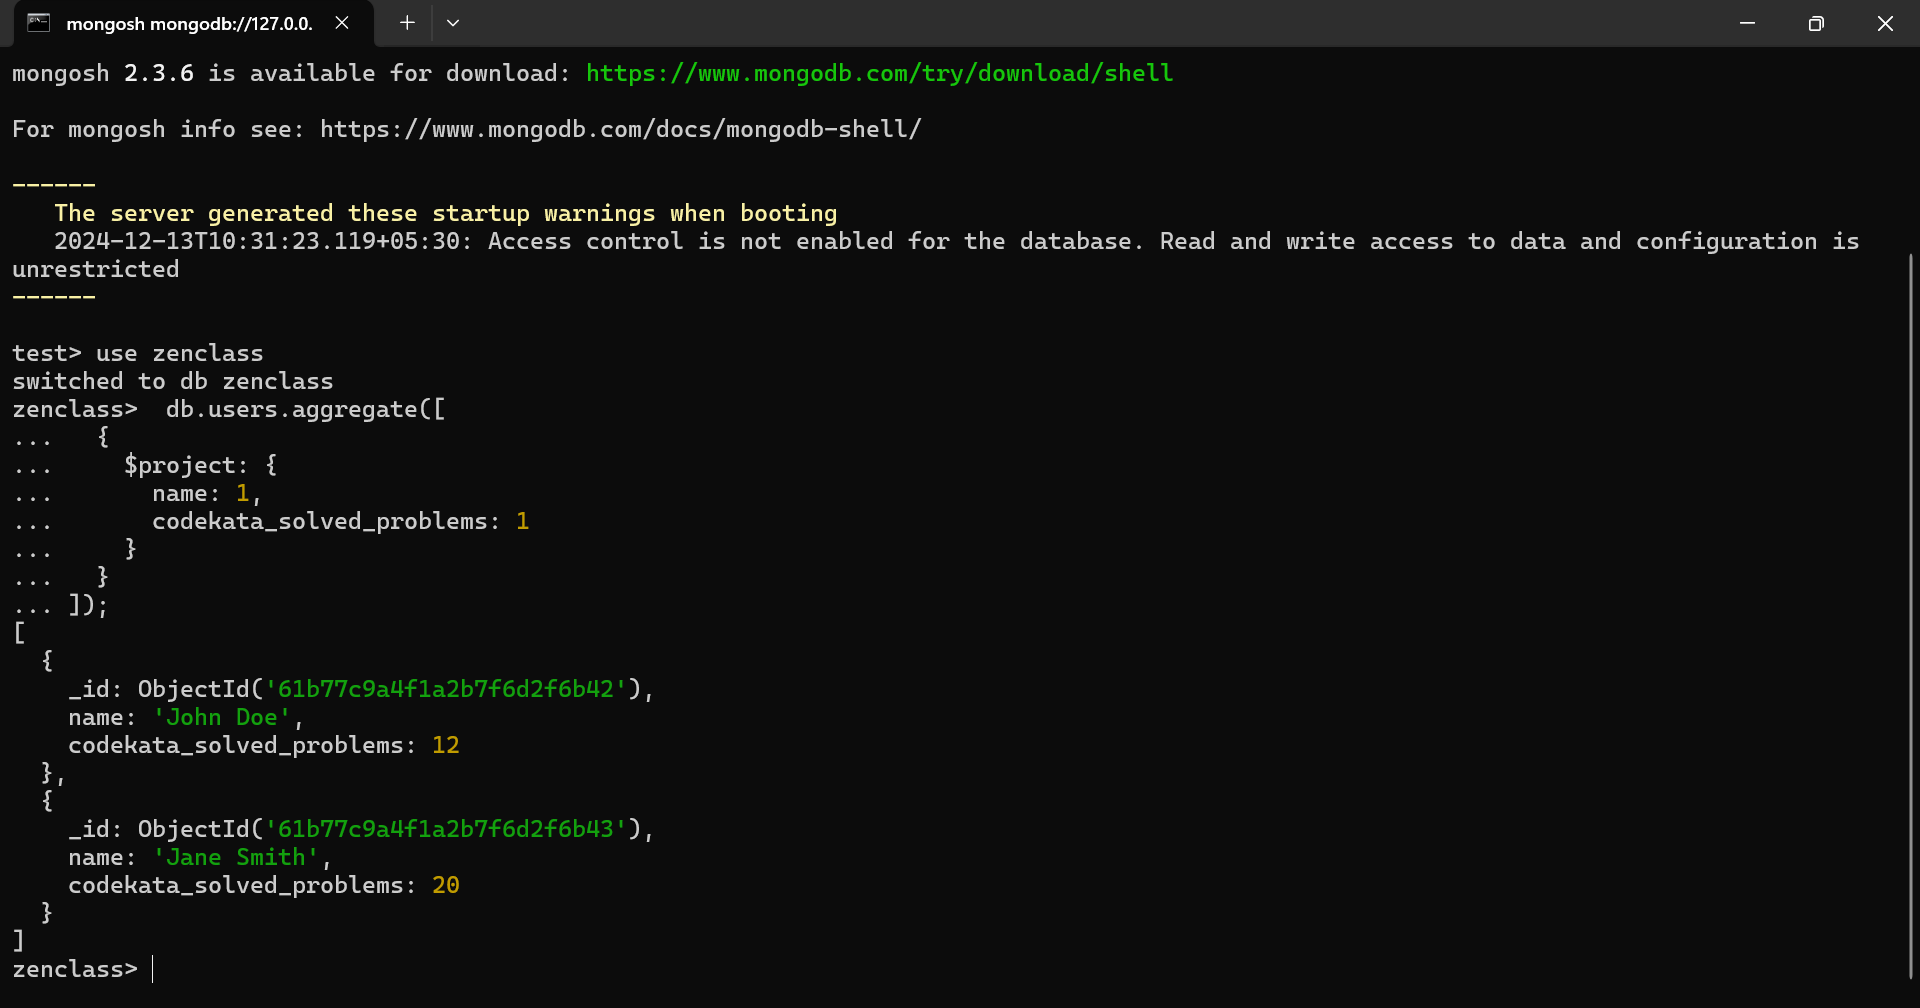 mongosh mongodb://127.0.0.
mongosh 2.3.6 is available for download: https://www.mongodb.com/try/download/shell
For mongosh info see: https://www.mongodb.com/docs/mongodb-shell/
------
   The server generated these startup warnings when booting
   2024-12-13T10:31:23.119+05:30: Access control is not enabled for the database. Read and write access to data and configuration is
unrestricted
------
test> use zenclass
switched to db zenclass
zenclass>  db.users.aggregate([
...   {
...     $project: {
...       name: 1,
...       codekata_solved_problems: 1
...     }
...   }
... ]);
[
  {
    _id: ObjectId('61b77c9a4f1a2b7f6d2f6b42'),
    name: 'John Doe',
    codekata_solved_problems: 12
  },
  {
    _id: ObjectId('61b77c9a4f1a2b7f6d2f6b43'),
    name: 'Jane Smith',
    codekata_solved_problems: 20
  }
]
zenclass>